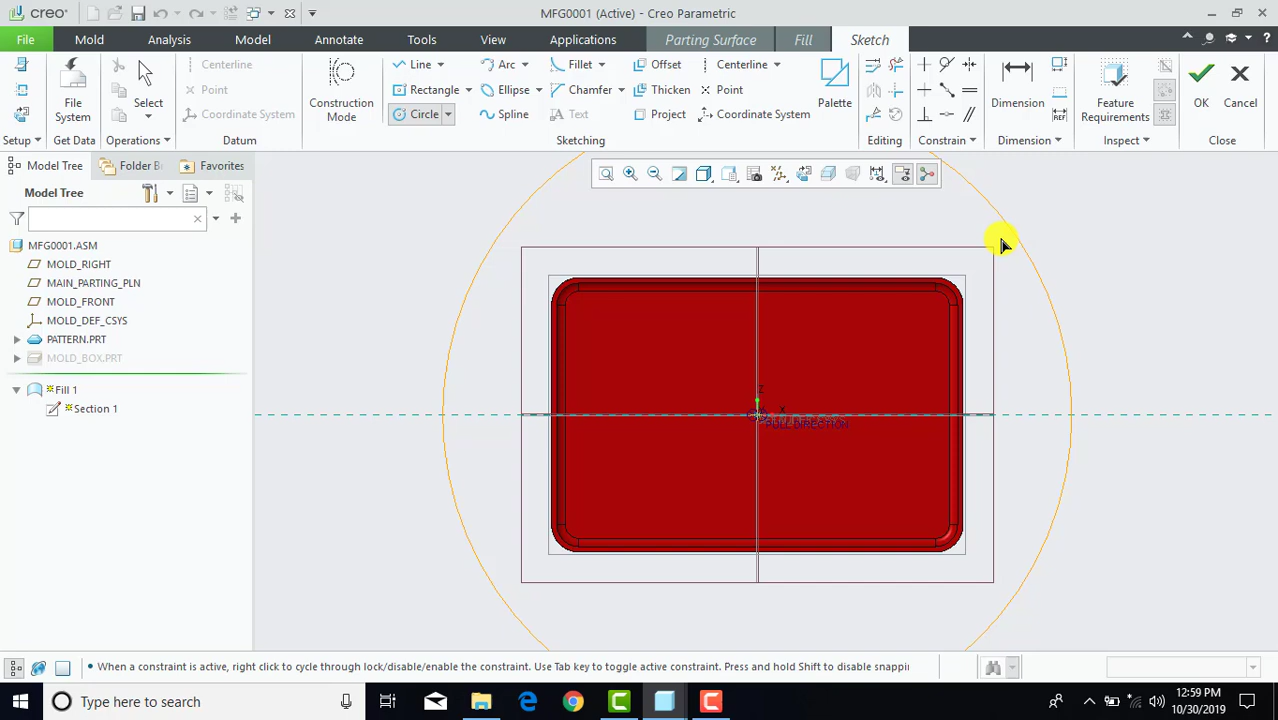 creo
MFG0001 (Active) - Creo Parametric
File Mold Analysis Model Annotate Tools View Applications Parting Surface Fill Sketch
File System
Select
Centerline
Point
Coordinate System
Construction Mode
Line Arc Fillet Offset Centerline
Rectangle Ellipse Chamfer Thicken Point
Circle Spline Text Project Coordinate System
Palette
Dimension
Feature Requirements
OK Cancel
Setup Get Data Operations Datum Sketching Editing Constrain Dimension Inspect Close
Model Tree Folder B Favorites
Model Tree
MFG0001.ASM
MOLD_RIGHT
MAIN_PARTING_PLN
MOLD_FRONT
MOLD_DEF_CSYS
PATTERN.PRT
MOLD_BOX.PRT
Fill 1
Section 1
Z
X
PULL DIRECTION
When a constraint is active, right click to cycle through lock/disable/enable the constraint. Use Tab key to toggle active constraint. Press and hold Shift to disable snappi
Type here to search
12:59 PM
10/30/2019